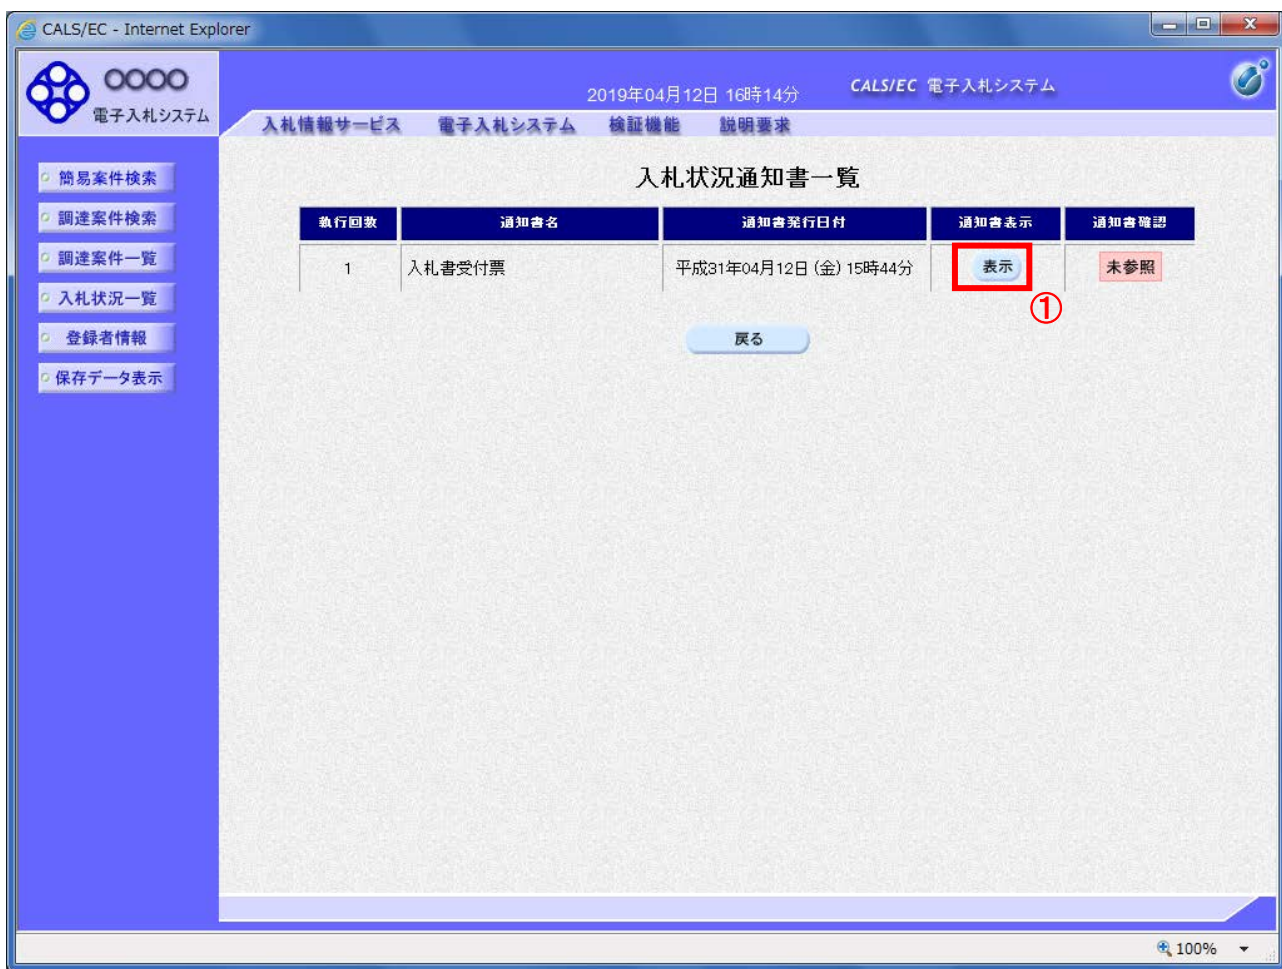 CALS/EC - Internet Explorer
○○○○
電子入札システム
2019年04月12日 16時14分
CALS/EC 電子入札システム
入札情報サービス 電子入札システム 検証機能 説明要求
簡易案件検索
調達案件検索
調達案件一覧
入札状況一覧
登録者情報
保存データ表示
入札状況通知書一覧
執行回数 通知書名 通知書発行日付 通知書表示 通知書確認
1 入札書受付票 平成31年04月12日 (金) 15時44分 表示 未参照
①
戻る
100%